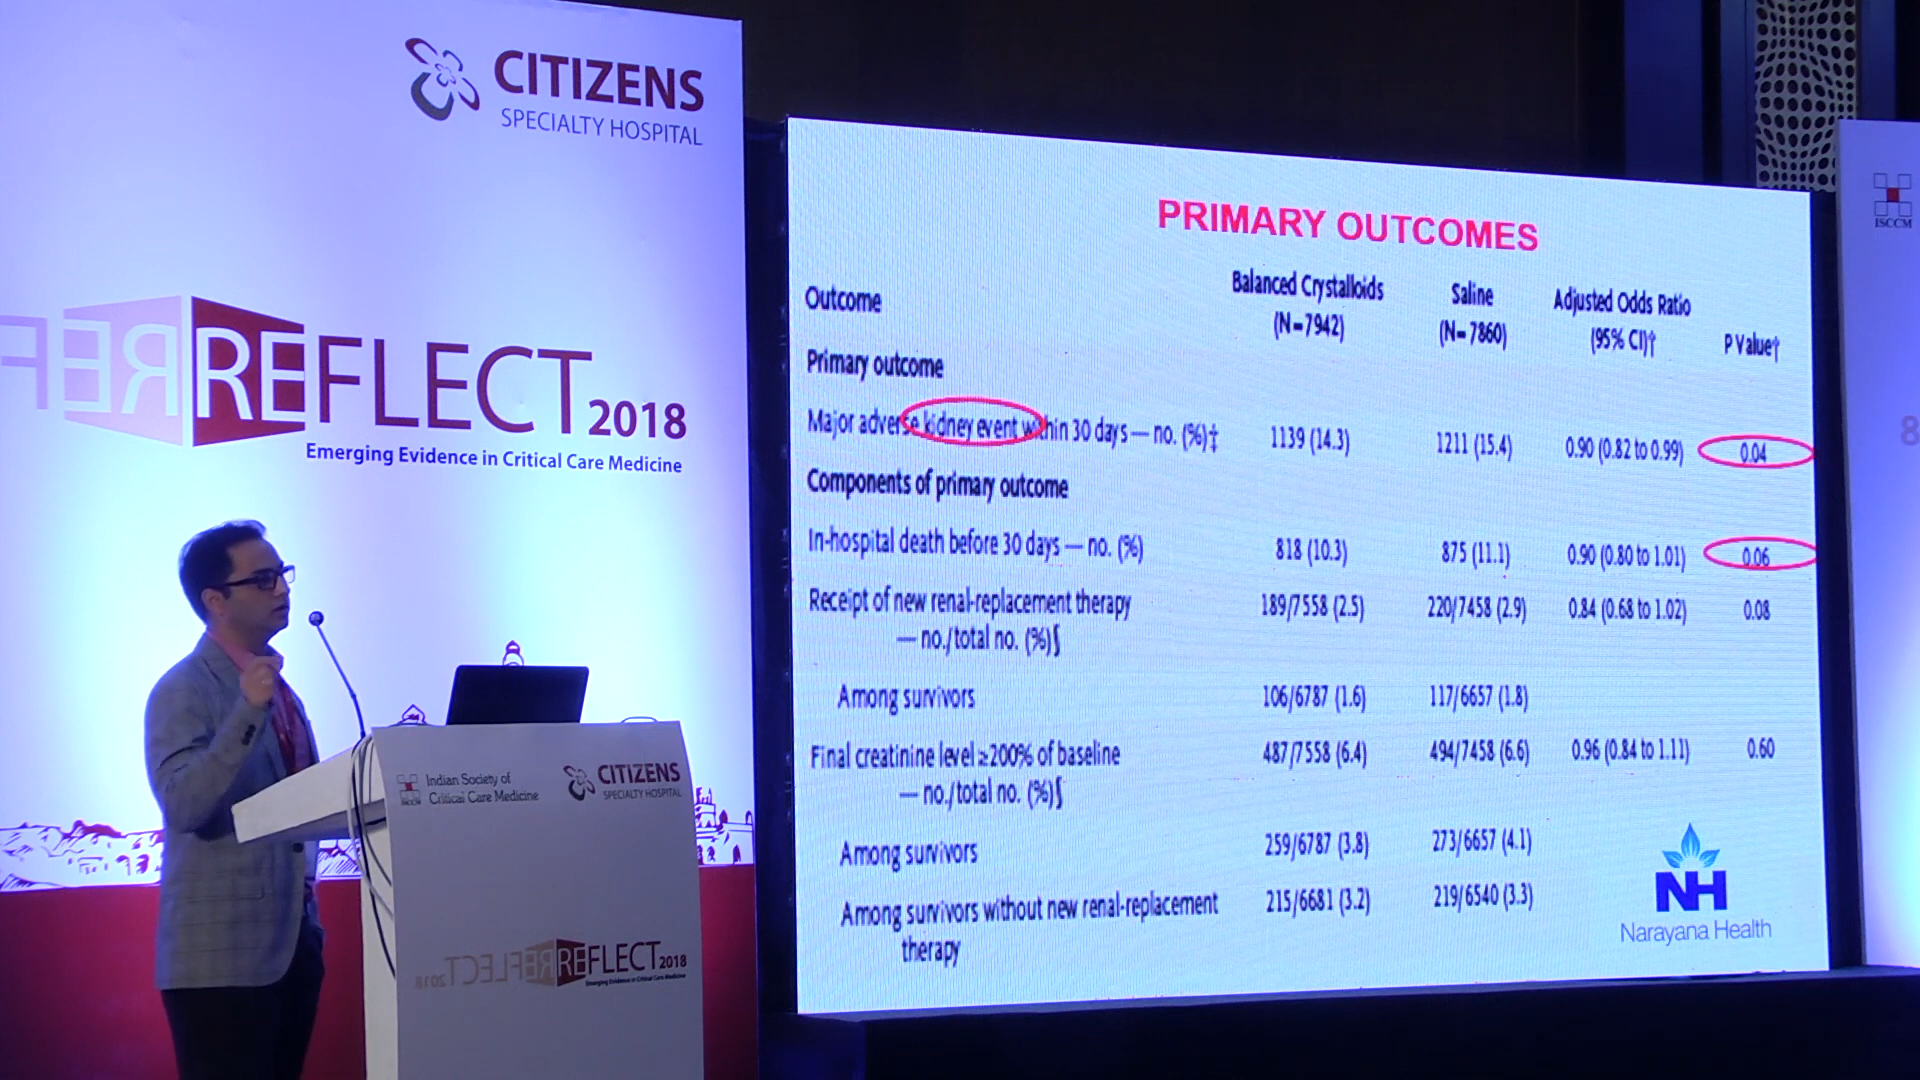 CITIZENS
SPECIALTY HOSPITAL
REFLECT 2018
Emerging Evidence in Critical Care Medicine
Indian Society of
Critical Care Medicine
CITIZENS
SPECIALTY HOSPITAL
REFLECT 2018
Emerging Evidence in Critical Care Medicine
PRIMARY OUTCOMES
Outcome Balanced Crystalloids (N=7942) Saline (N=7860) Adjusted Odds Ratio (95% CI)† P Value†
Primary outcome
Major adverse kidney event within 30 days — no. (%)‡ 1139 (14.3) 1211 (15.4) 0.90 (0.82 to 0.99) 0.04
Components of primary outcome
In-hospital death before 30 days — no. (%) 818 (10.3) 875 (11.1) 0.90 (0.80 to 1.01) 0.06
Receipt of new renal-replacement therapy 189/7558 (2.5) 220/7458 (2.9) 0.84 (0.68 to 1.02) 0.08
— no./total no. (%)§
Among survivors 106/6787 (1.6) 117/6657 (1.8)
Final creatinine level ≥200% of baseline 487/7558 (6.4) 494/7458 (6.6) 0.96 (0.84 to 1.11) 0.60
— no./total no. (%)§
Among survivors 259/6787 (3.8) 273/6657 (4.1)
Among survivors without new renal-replacement 215/6681 (3.2) 219/6540 (3.3)
therapy
NH
Narayana Health
ISCCM
8